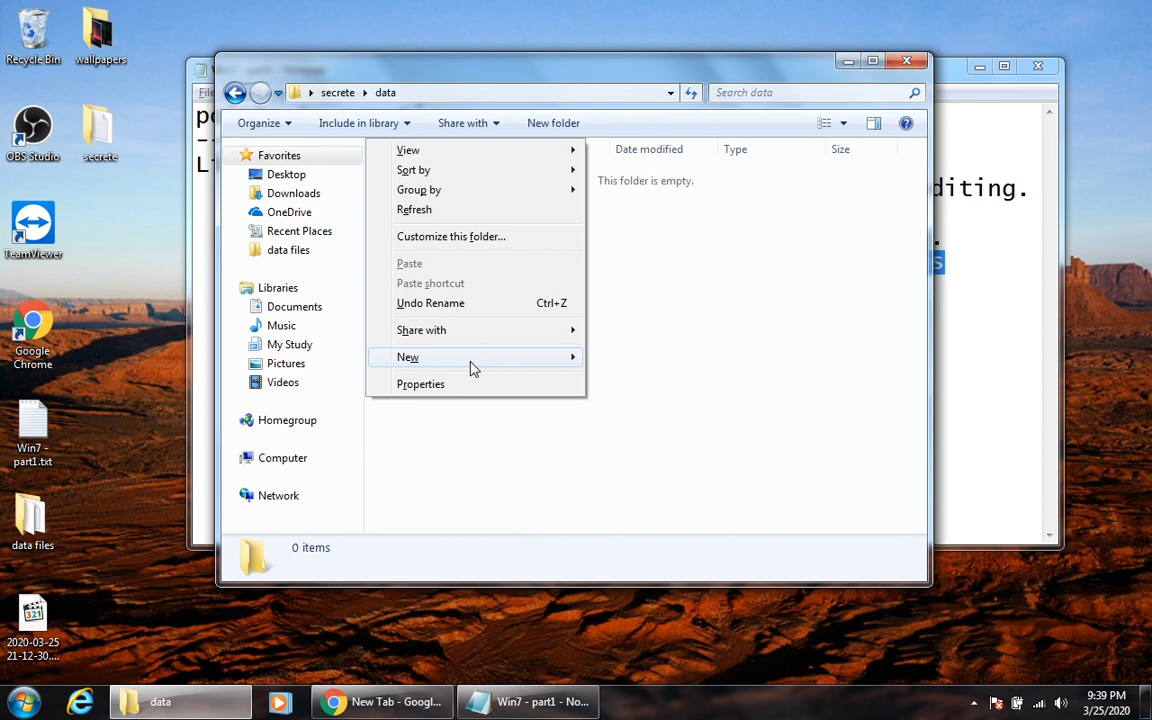 Recycle Bin
wallpapers
OBS Studio
secrete
TeamViewer
Google
Chrome
Win7 -
part1.txt
data files
2020-03-25
21-12-30....
secrete
data
Search data
Organize
Include in library
Share with
New folder
Favorites
Desktop
Downloads
OneDrive
Recent Places
data files
Libraries
Documents
Music
My Study
Pictures
Videos
Homegroup
Computer
Network
View
Sort by
Group by
Refresh
Customize this folder...
Paste
Paste shortcut
Undo Rename Ctrl+Z
Share with
New
Properties
Date modified Type Size
This folder is empty.
0 items
diting.
.
s
data
New Tab - Googl...
Win7 - part1 - No...
9:39 PM
3/25/2020